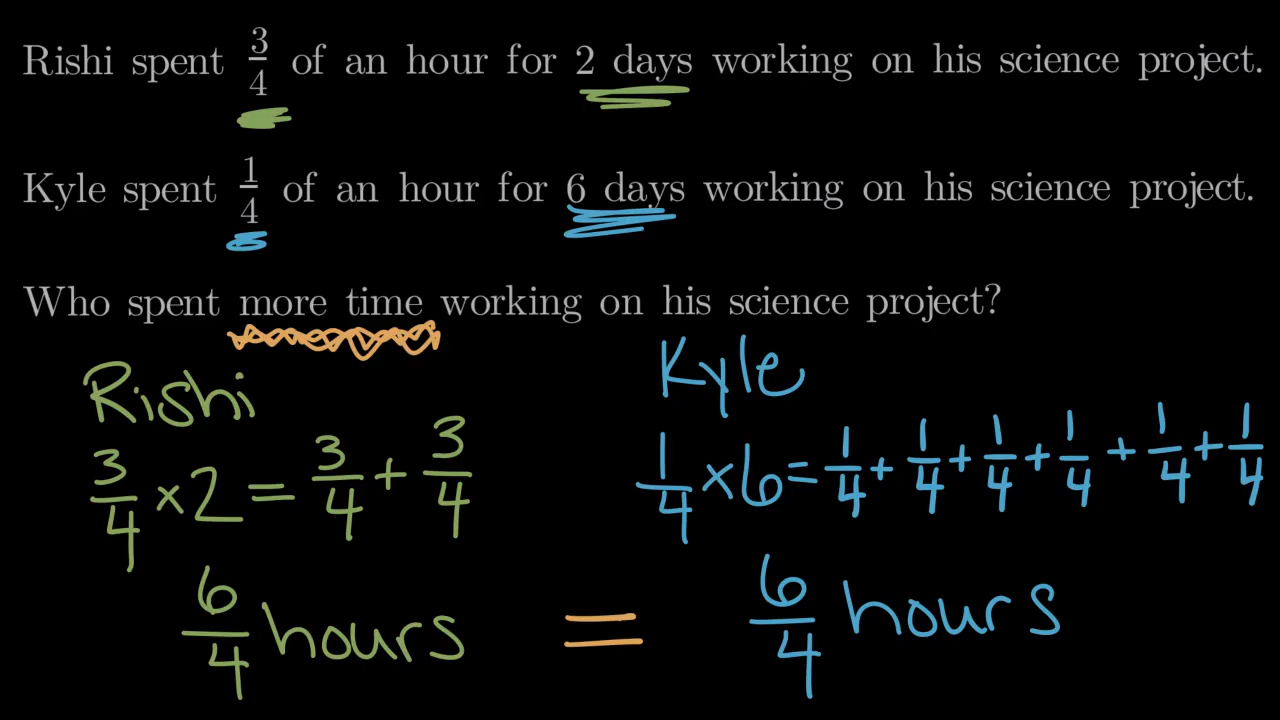 Rishi spent 3/4 of an hour for 2 days working on his science project.
Kyle spent 1/4 of an hour for 6 days working on his science project.
Who spent more time working on his science project?
Rishi
3/4 × 2 = 3/4 + 3/4
6/4 hours
Kyle
1/4 × 6 = 1/4 + 1/4 + 1/4 + 1/4 + 1/4 + 1/4
= 6/4 hours